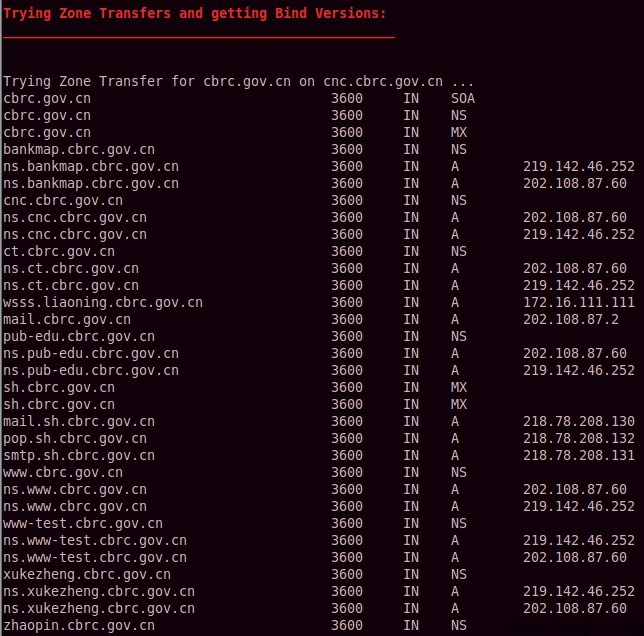 Trying Zone Transfers and getting Bind Versions:
Trying Zone Transfer for cbrc.gov.cn on cnc.cbrc.gov.cn ...
cbrc.gov.cn 3600 IN SOA
cbrc.gov.cn 3600 IN NS
cbrc.gov.cn 3600 IN MX
bankmap.cbrc.gov.cn 3600 IN NS
ns.bankmap.cbrc.gov.cn 3600 IN A 219.142.46.252
ns.bankmap.cbrc.gov.cn 3600 IN A 202.108.87.60
cnc.cbrc.gov.cn 3600 IN NS
ns.cnc.cbrc.gov.cn 3600 IN A 202.108.87.60
ns.cnc.cbrc.gov.cn 3600 IN A 219.142.46.252
ct.cbrc.gov.cn 3600 IN NS
ns.ct.cbrc.gov.cn 3600 IN A 202.108.87.60
ns.ct.cbrc.gov.cn 3600 IN A 219.142.46.252
wsss.liaoning.cbrc.gov.cn 3600 IN A 172.16.111.111
mail.cbrc.gov.cn 3600 IN A 202.108.87.2
pub-edu.cbrc.gov.cn 3600 IN NS
ns.pub-edu.cbrc.gov.cn 3600 IN A 202.108.87.60
ns.pub-edu.cbrc.gov.cn 3600 IN A 219.142.46.252
sh.cbrc.gov.cn 3600 IN MX
sh.cbrc.gov.cn 3600 IN MX
mail.sh.cbrc.gov.cn 3600 IN A 218.78.208.130
pop.sh.cbrc.gov.cn 3600 IN A 218.78.208.132
smtp.sh.cbrc.gov.cn 3600 IN A 218.78.208.131
www.cbrc.gov.cn 3600 IN NS
ns.www.cbrc.gov.cn 3600 IN A 202.108.87.60
ns.www.cbrc.gov.cn 3600 IN A 219.142.46.252
www-test.cbrc.gov.cn 3600 IN NS
ns.www-test.cbrc.gov.cn 3600 IN A 219.142.46.252
ns.www-test.cbrc.gov.cn 3600 IN A 202.108.87.60
xukezheng.cbrc.gov.cn 3600 IN NS
ns.xukezheng.cbrc.gov.cn 3600 IN A 219.142.46.252
ns.xukezheng.cbrc.gov.cn 3600 IN A 202.108.87.60
zhaopin.cbrc.gov.cn 3600 IN NS